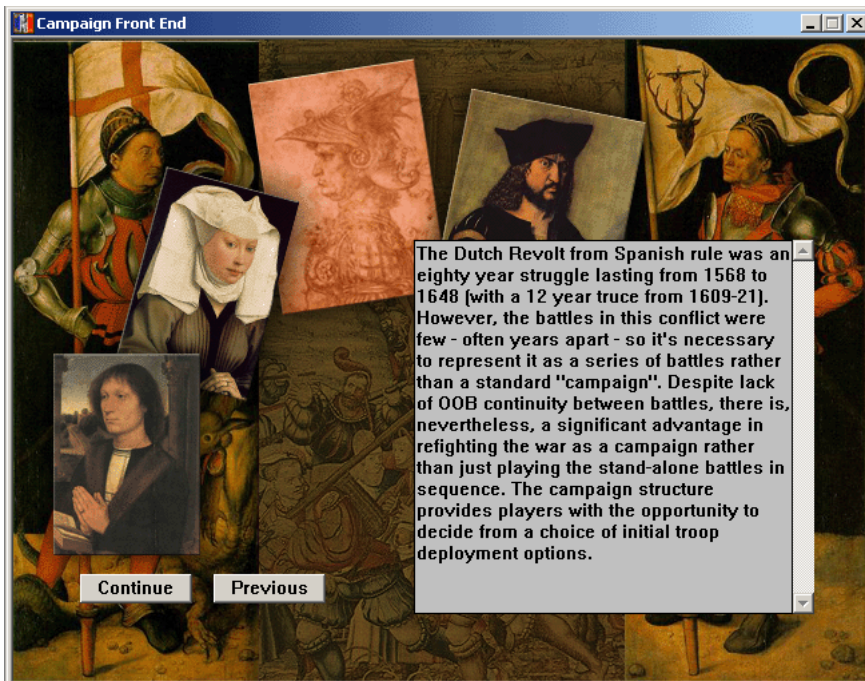 Campaign Front End
The Dutch Revolt from Spanish rule was an
eighty year struggle lasting from 1568 to
1648 (with a 12 year truce from 1609-21).
However, the battles in this conflict were
few - often years apart - so it's necessary
to represent it as a series of battles rather
than a standard "campaign". Despite lack
of OOB continuity between battles, there is,
nevertheless, a significant advantage in
refighting the war as a campaign rather
than just playing the stand-alone battles in
sequence. The campaign structure
provides players with the opportunity to
decide from a choice of initial troop
deployment options.
Continue Previous